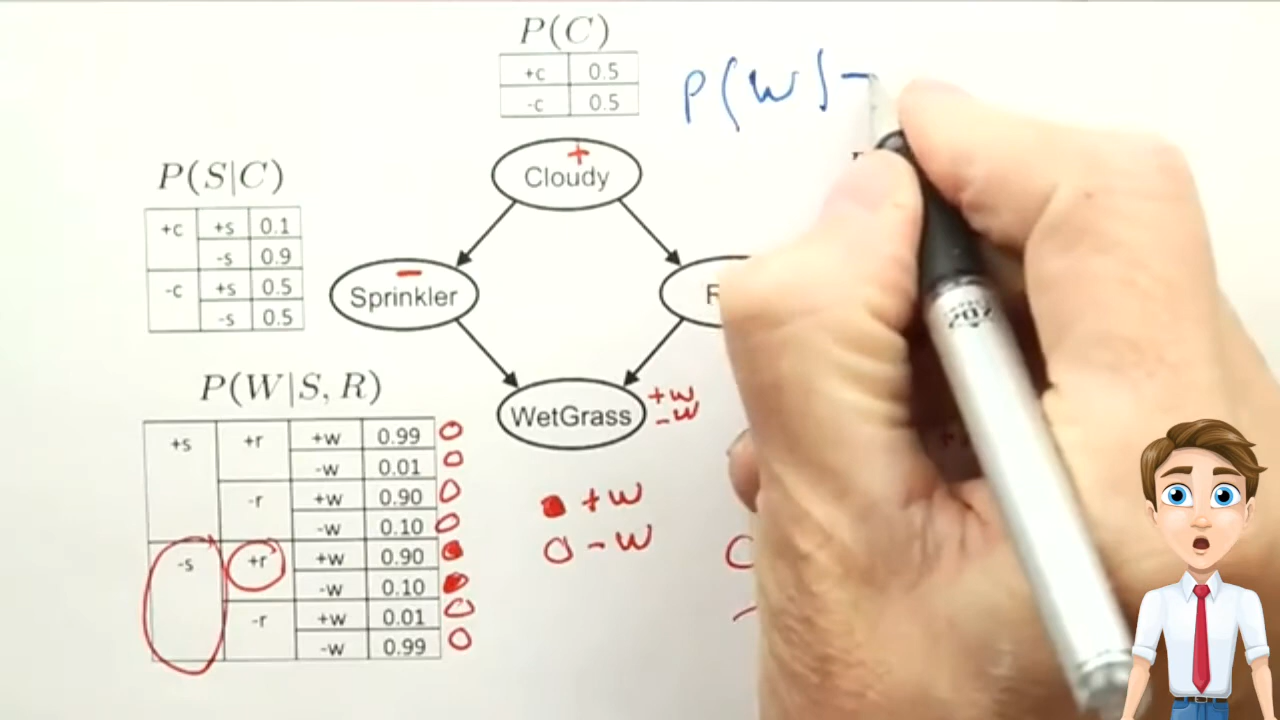 P(C)
+c 0.5
-c 0.5
P(W) -
+
Cloudy
P(S|C)
+c +s 0.1
-s 0.9
-c +s 0.5
-s 0.5
−
Sprinkler
P(W|S, R)
WetGrass
+w
-w
+s +r +w 0.99
-w 0.01
-r +w 0.90
-w 0.10
-s +r +w 0.90
-w 0.10
-r +w 0.01
-w 0.99
+w
-w